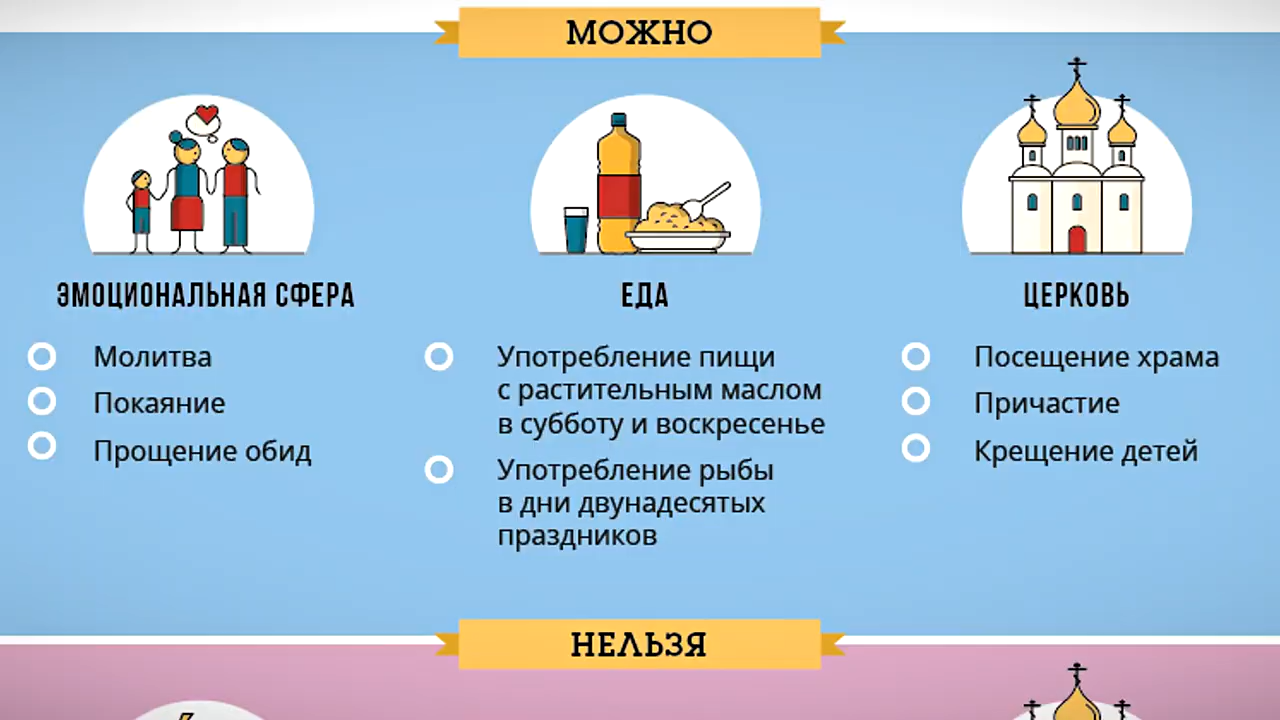 МОЖНО
ЭМОЦИОНАЛЬНАЯ СФЕРА
Молитва
Покаяние
Прощение обид
ЕДА
Употребление пищи
с растительным маслом
в субботу и воскресенье
Употребление рыбы
в дни двунадесятых
праздников
ЦЕРКОВЬ
Посещение храма
Причастие
Крещение детей
НЕЛЬЗЯ